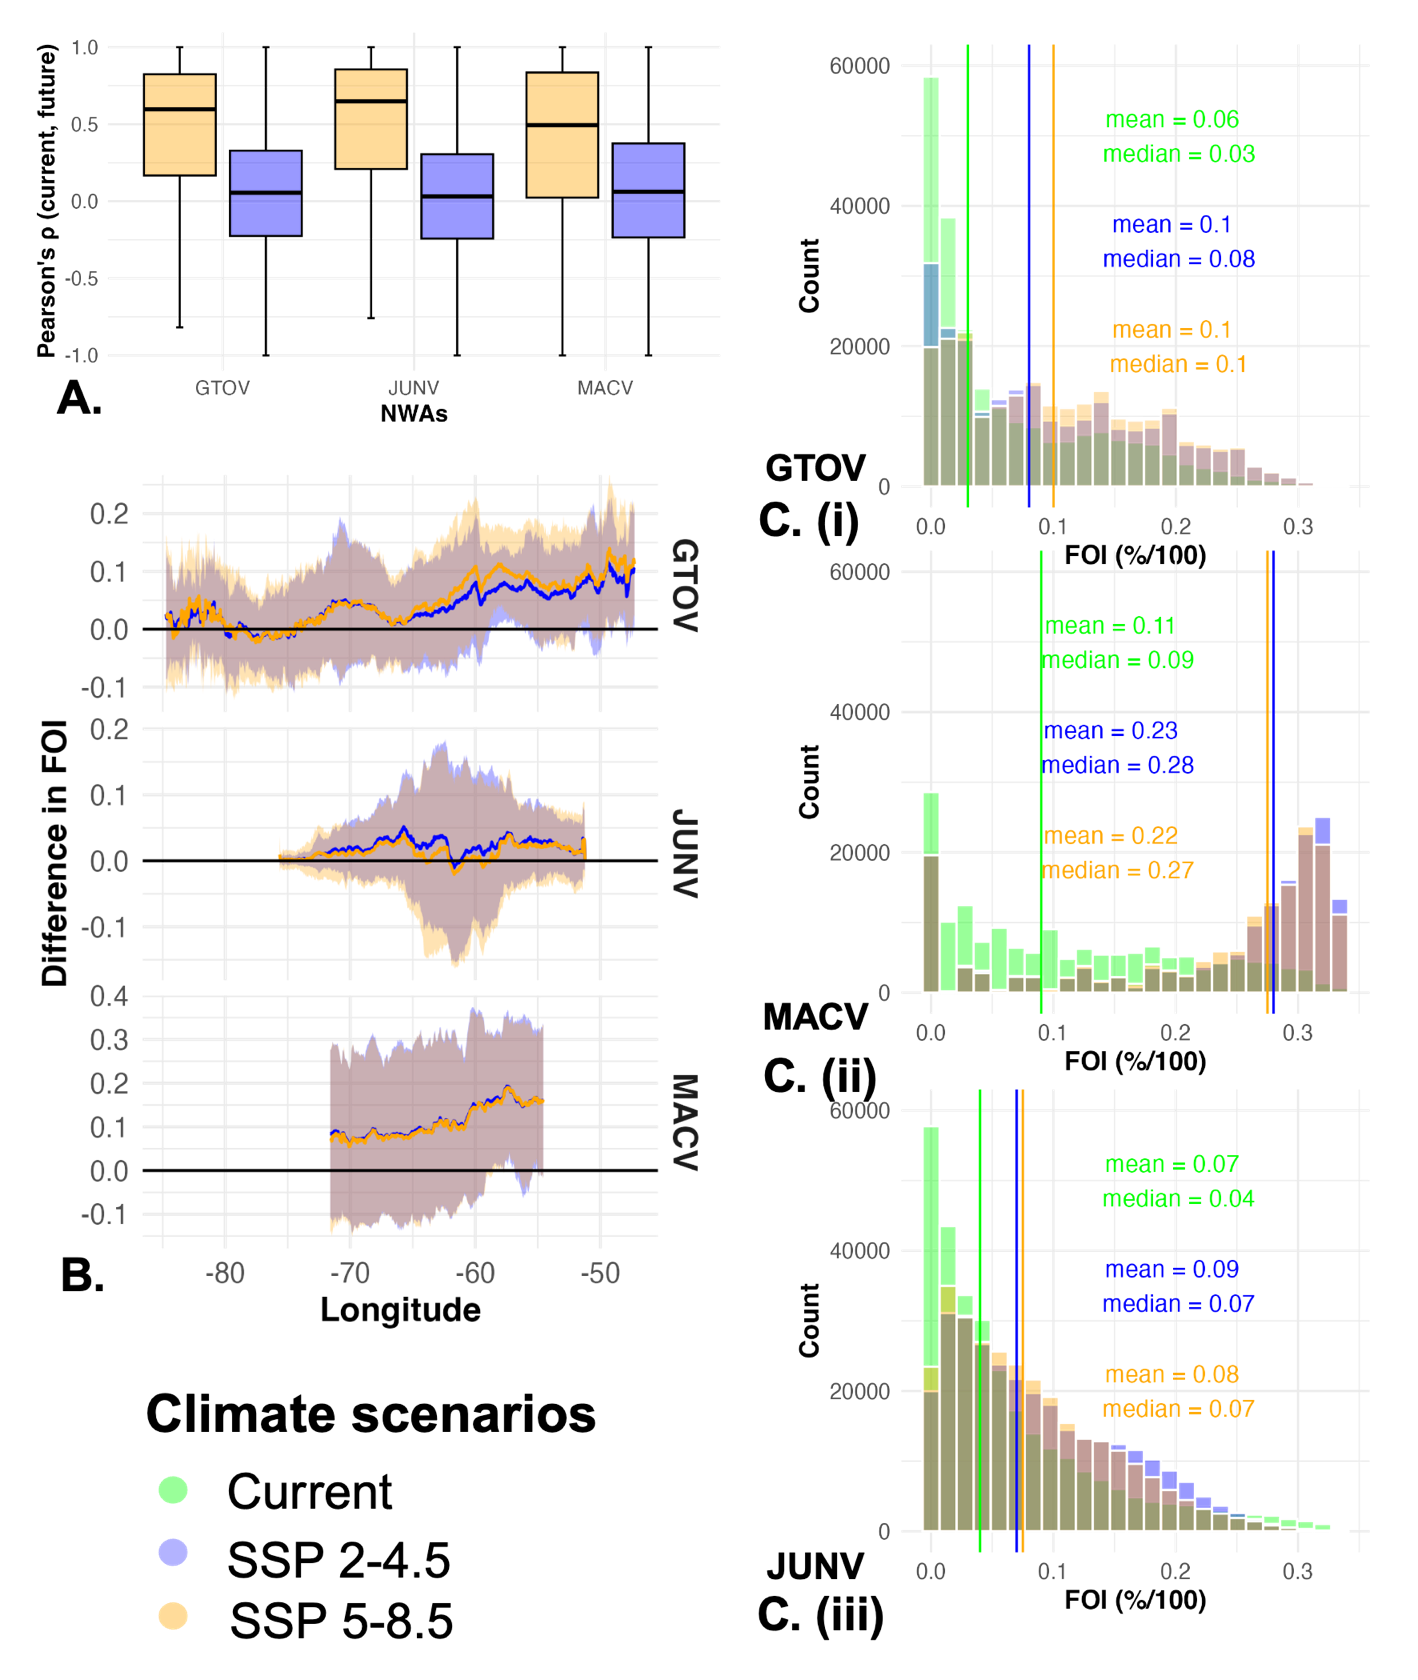 Pearson's ρ (current, future)
1.0
0.5
0.0
-0.5
-1.0
GTOV
JUNV
MACV
NWAs
A.
Difference in FOI
0.2
0.1
0.0
-0.1
GTOV
0.2
0.1
0.0
-0.1
JUNV
0.4
0.3
0.2
0.1
0.0
-0.1
MACV
-80
-70
-60
-50
Longitude
B.
Climate scenarios
Current
SSP 2-4.5
SSP 5-8.5
Count
60000
40000
20000
0
mean = 0.06
median = 0.03
mean = 0.1
median = 0.08
mean = 0.1
median = 0.1
0.0
0.1
0.2
0.3
FOI (%/100)
GTOV
C. (i)
Count
60000
40000
20000
0
mean = 0.11
median = 0.09
mean = 0.23
median = 0.28
mean = 0.22
median = 0.27
0.0
0.1
0.2
0.3
FOI (%/100)
MACV
C. (ii)
Count
60000
40000
20000
0
mean = 0.07
median = 0.04
mean = 0.09
median = 0.07
mean = 0.08
median = 0.07
0.0
0.1
0.2
0.3
FOI (%/100)
JUNV
C. (iii)